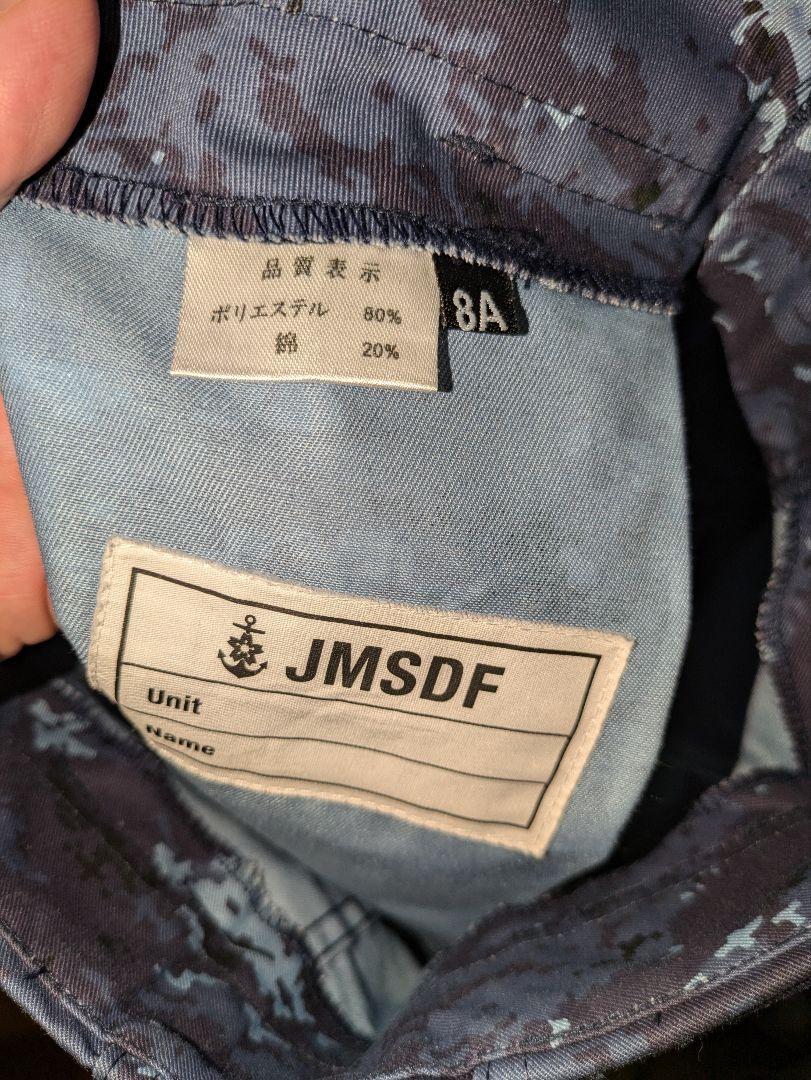 品質表示
ポリエステル 80%
綿 20%
8A
JMSDF
Unit
Name